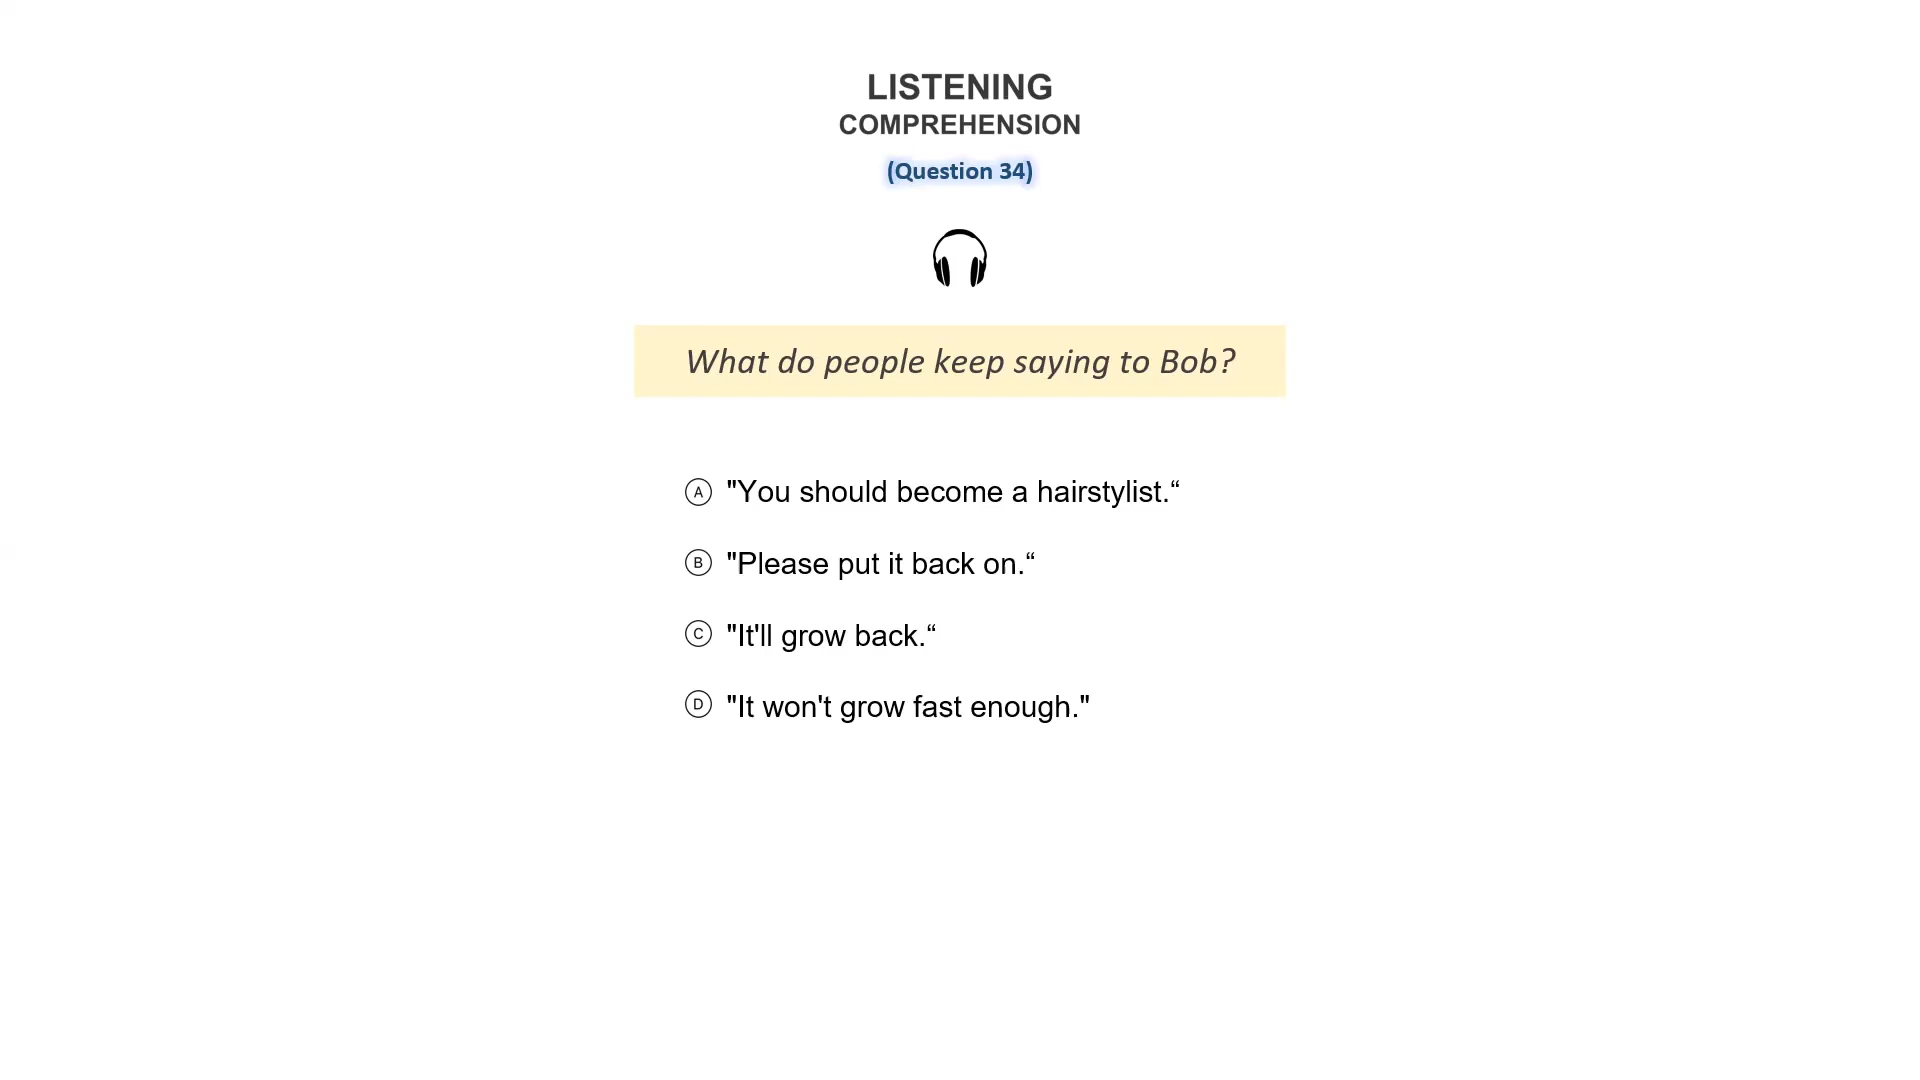 LISTENING
COMPREHENSION
(Question 34)
What do people keep saying to Bob?
A "You should become a hairstylist.“
B "Please put it back on.“
C "It'll grow back.“
D "It won't grow fast enough."